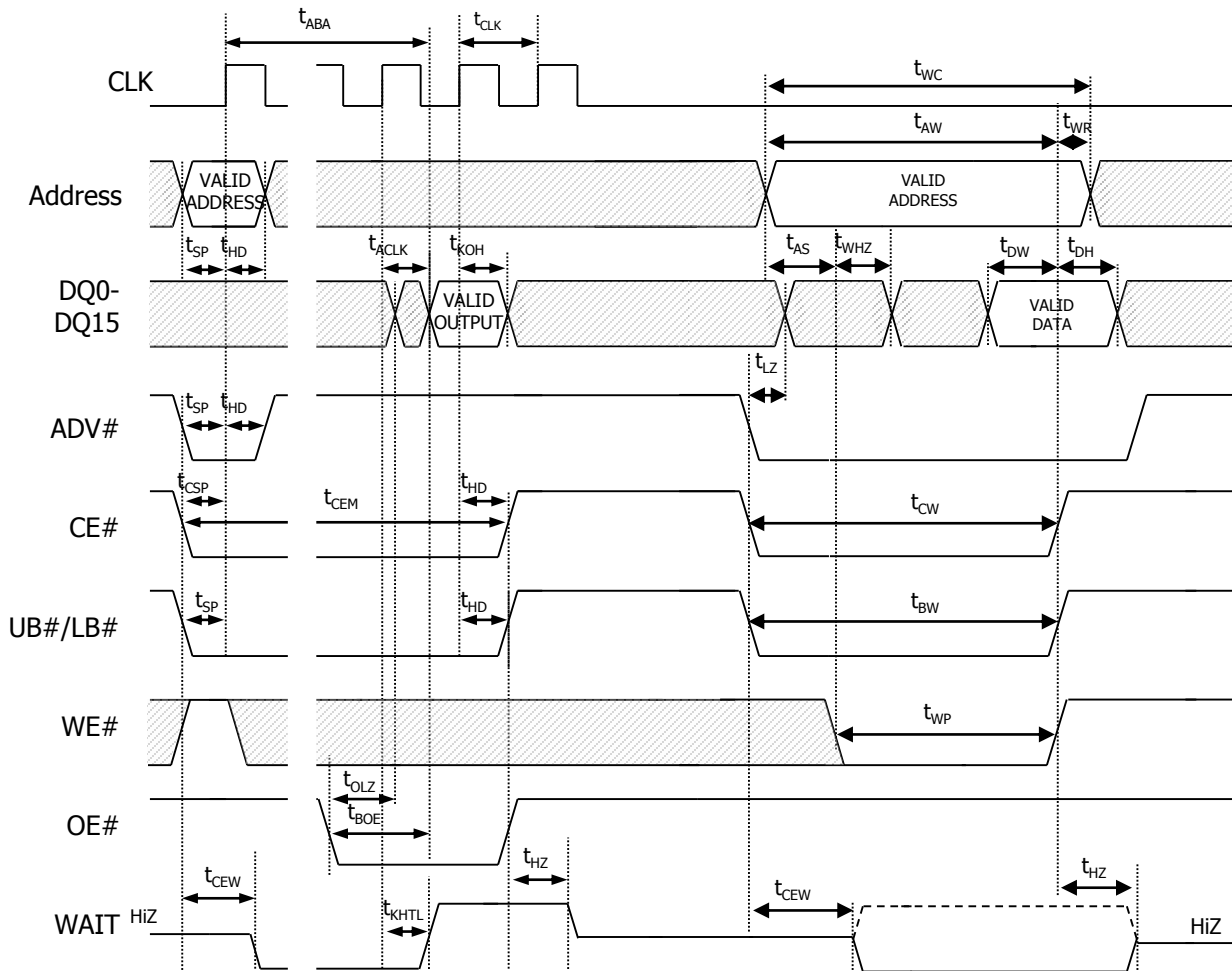 tABA
tCLK
CLK
tWC
tAW
tWR
Address
VALID
ADDRESS
VALID
ADDRESS
tSP
tHD
tACLK
tKOH
tAS
tWHZ
tDW
tDH
DQ0-
DQ15
VALID
OUTPUT
VALID
DATA
tLZ
tSP
tHD
ADV#
tCSP
tCEM
tHD
tCW
CE#
tSP
tHD
tBW
UB#/LB#
WE#
tWP
tOLZ
OE#
tBOE
tHZ
tCEW
tHZ
tCEW
tKHTL
WAIT
HiZ
HiZ